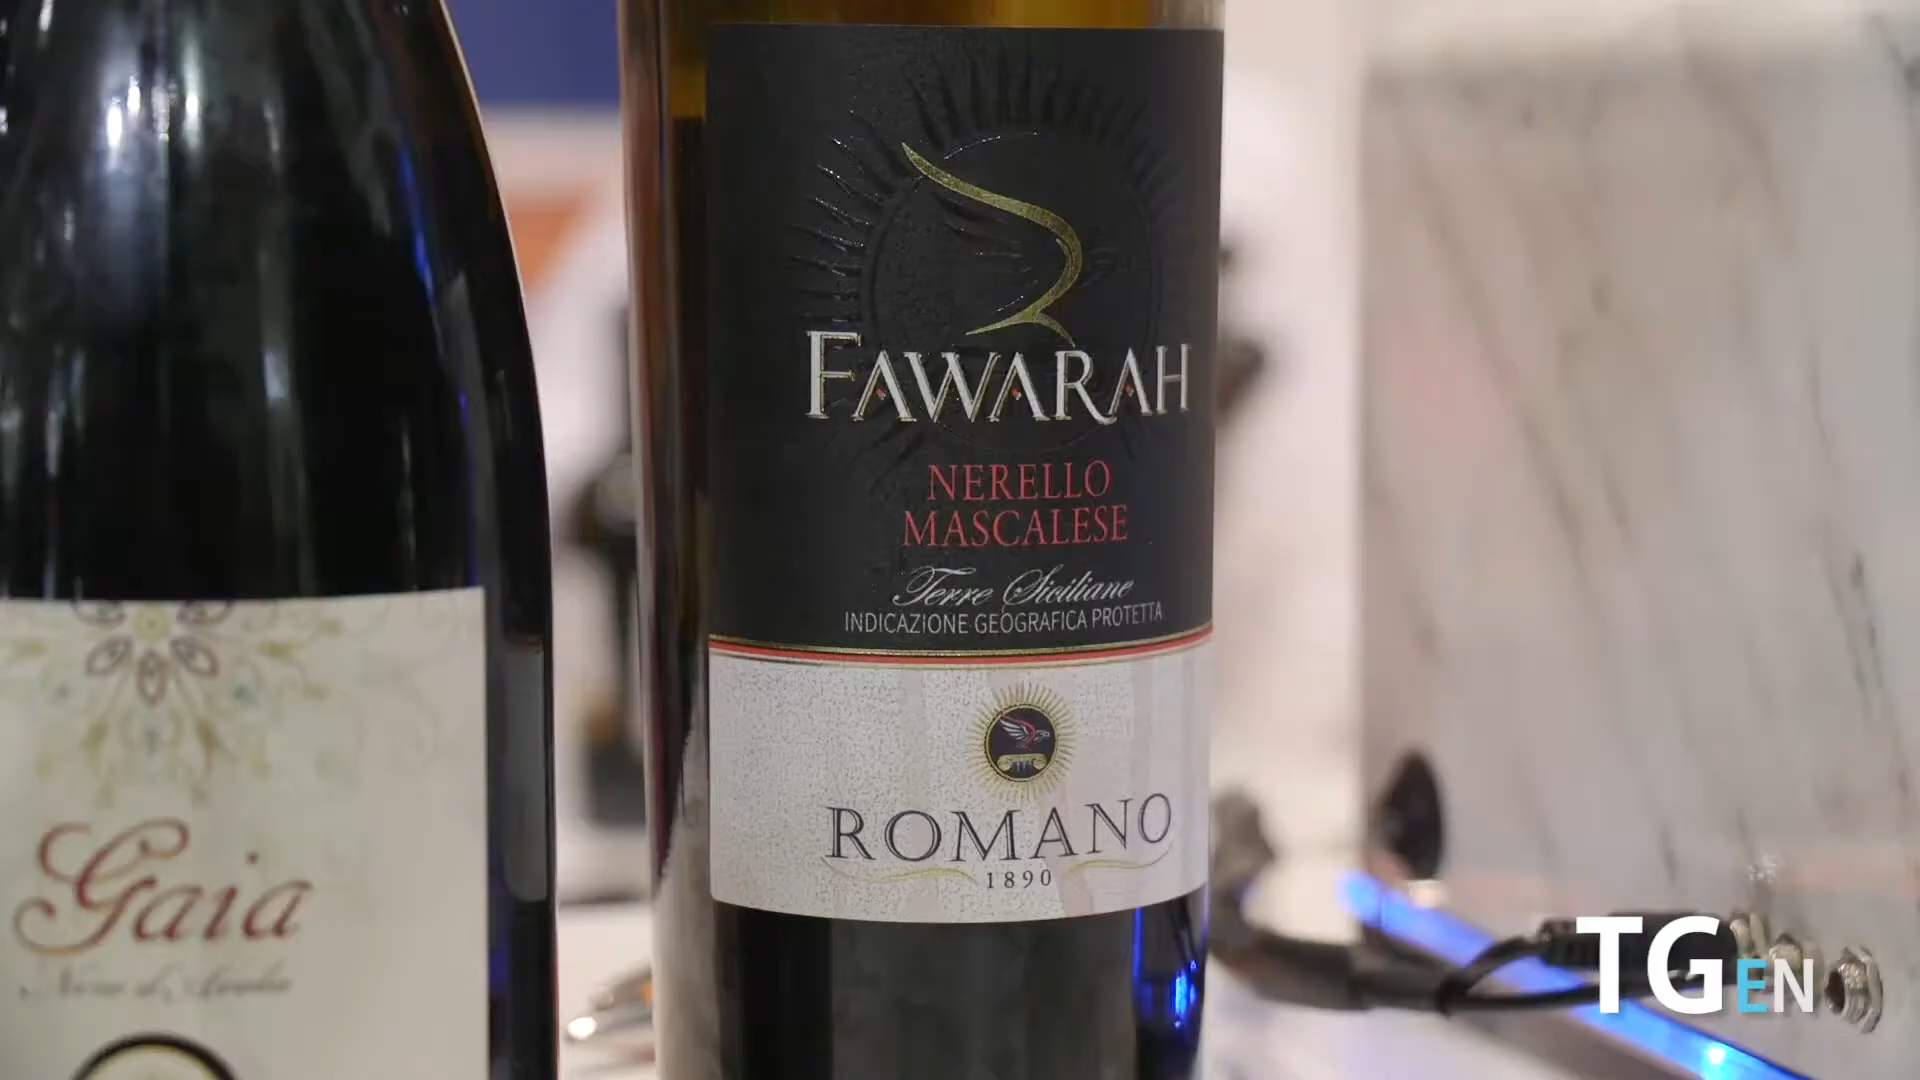 FAWARAH
NERELLO
MASCALESE
Terre Siciliane
INDICAZIONE GEOGRAFICA PROTETTA
ROMANO
1890
Gaia
TGEN